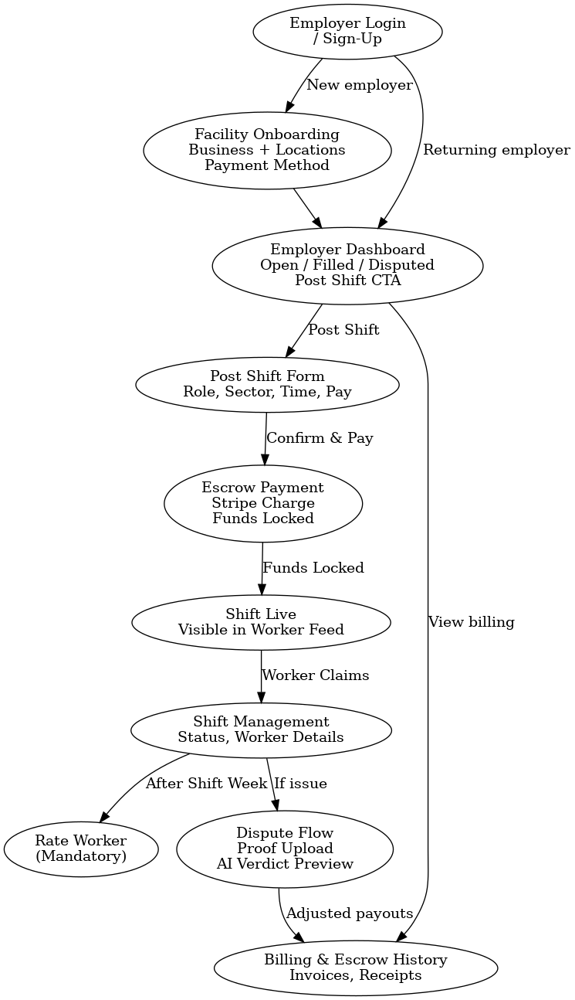 Employer Login
/ Sign-Up
New employer
Facility Onboarding
Business + Locations
Payment Method
Returning employer
Employer Dashboard
Open / Filled / Disputed
Post Shift CTA
Post Shift
Post Shift Form
Role, Sector, Time, Pay
Confirm & Pay
Escrow Payment
Stripe Charge
Funds Locked
Funds Locked
Shift Live
Visible in Worker Feed
View billing
Worker Claims
Shift Management
Status, Worker Details
After Shift Week
If issue
Rate Worker
(Mandatory)
Dispute Flow
Proof Upload
AI Verdict Preview
Adjusted payouts
Billing & Escrow History
Invoices, Receipts